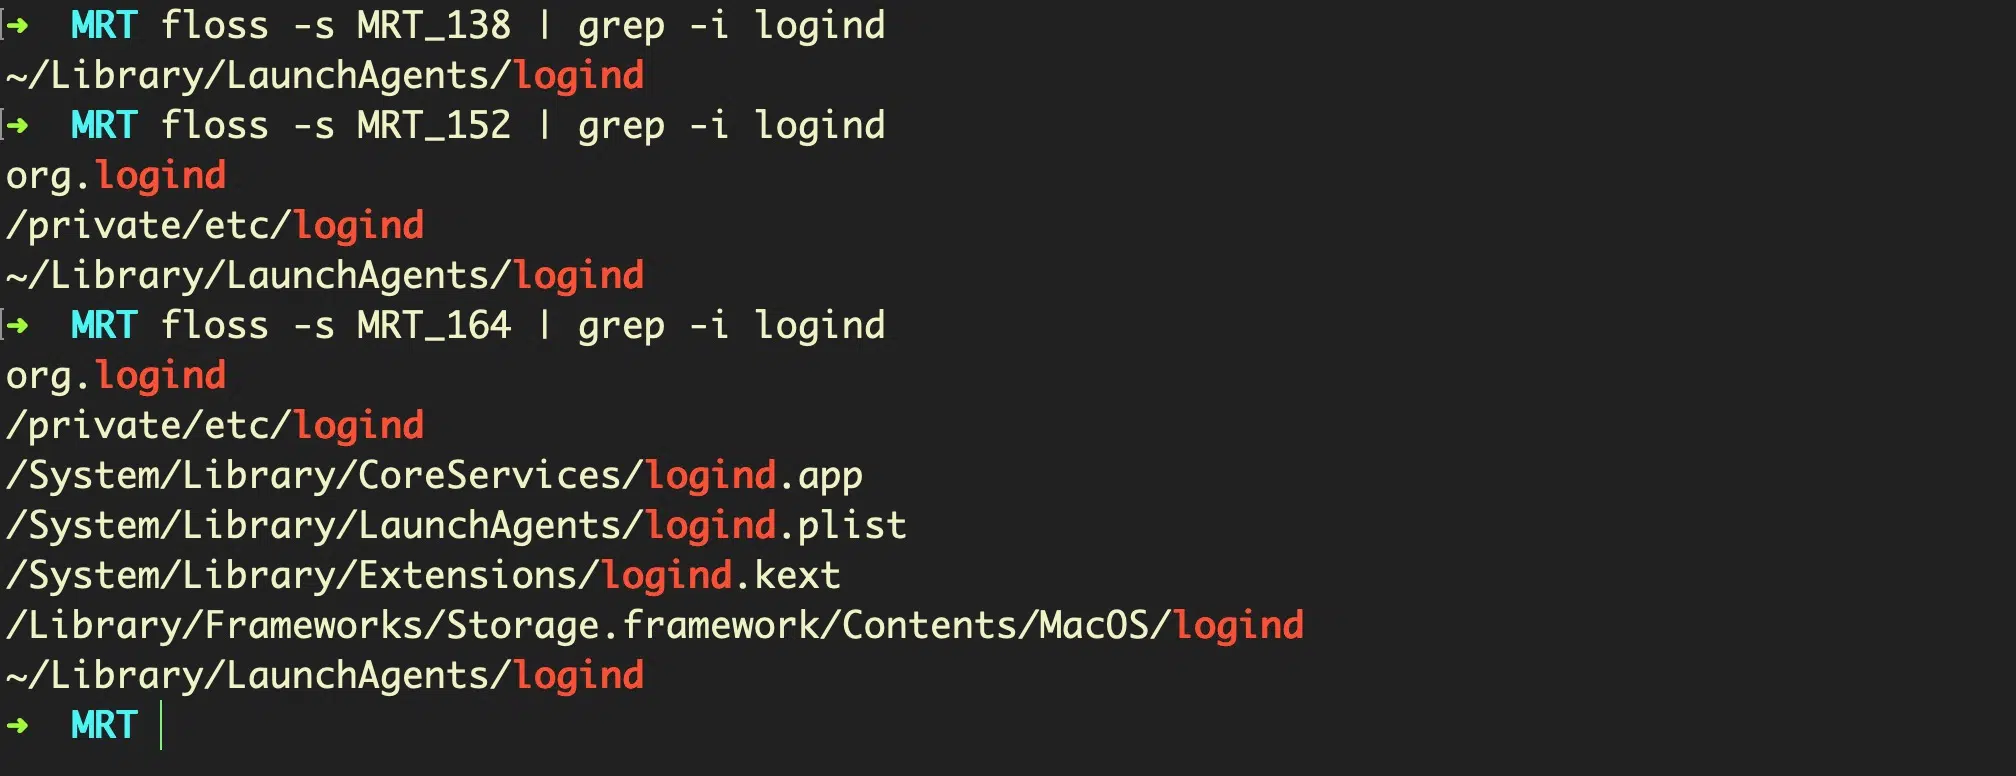 ➜  MRT floss -s MRT_138 | grep -i logind
~/Library/LaunchAgents/logind
➜  MRT floss -s MRT_152 | grep -i logind
org.logind
/private/etc/logind
~/Library/LaunchAgents/logind
➜  MRT floss -s MRT_164 | grep -i logind
org.logind
/private/etc/logind
/System/Library/CoreServices/logind.app
/System/Library/LaunchAgents/logind.plist
/System/Library/Extensions/logind.kext
/Library/Frameworks/Storage.framework/Contents/MacOS/logind
~/Library/LaunchAgents/logind
➜  MRT